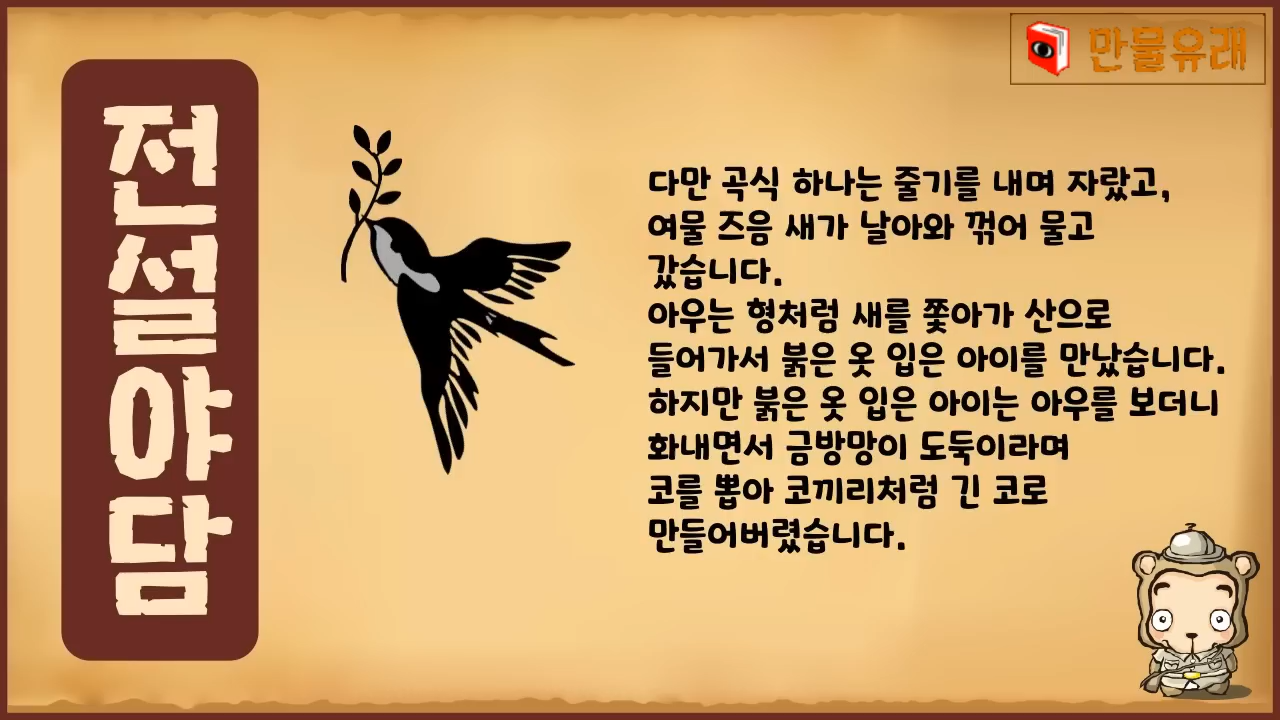 만물유래
전설야담
다만 곡식 하나는 줄기를 내며 자랐고,
여물 즈음 새가 날아와 꺾어 물고
갔습니다.
아우는 형처럼 새를 쫓아가 산으로
들어가서 붉은 옷 입은 아이를 만났습니다.
하지만 붉은 옷 입은 아이는 아우를 보더니
화내면서 금방망이 도둑이라며
코를 뽑아 코끼리처럼 긴 코로
만들어버렸습니다.